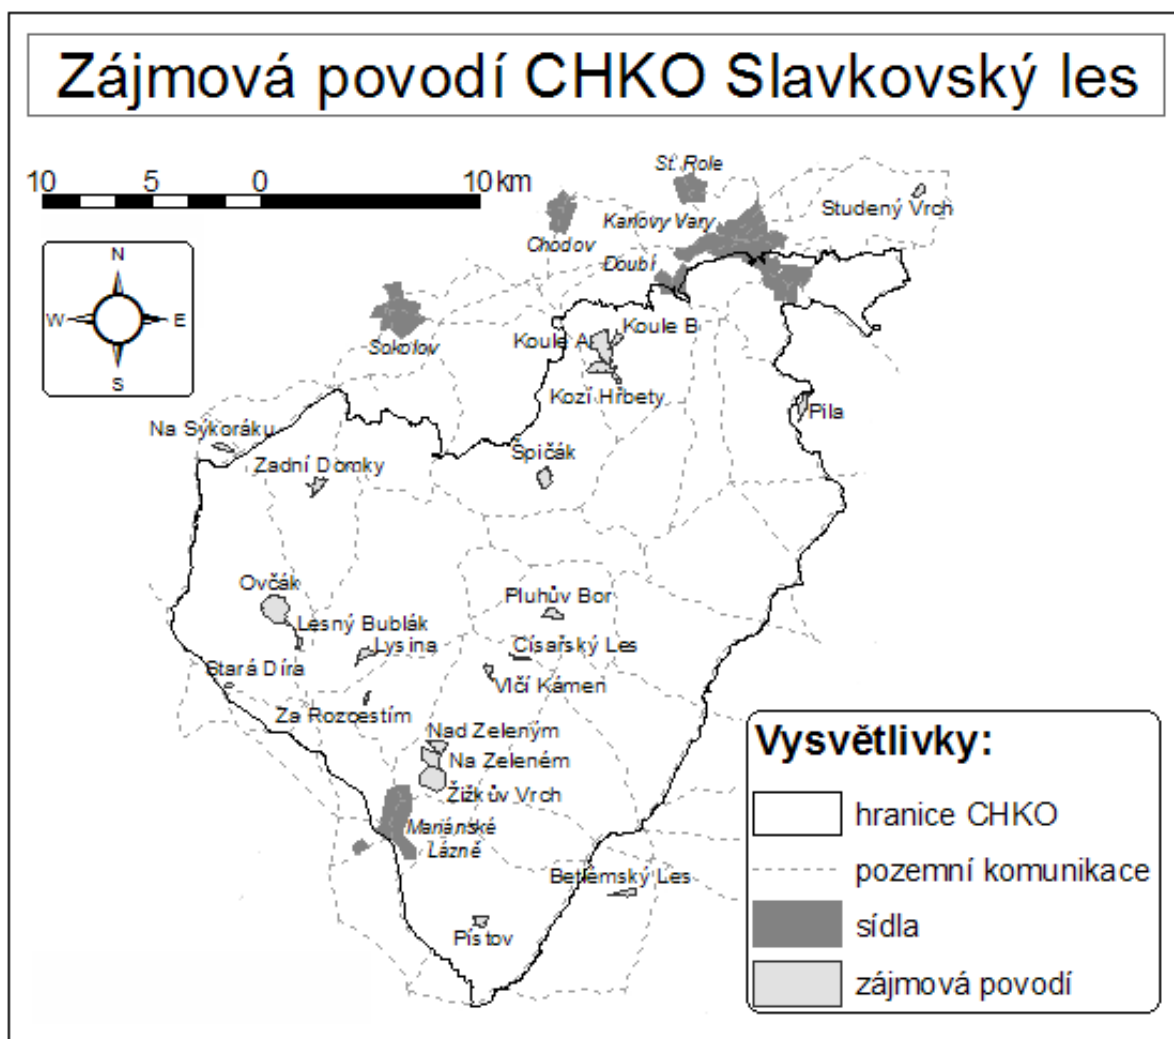 Zájmová povodí CHKO Slavkovský les
10 5 0 10 km
N
W E
S
St. Role
Karlovy Vary
Studený Vrch
Chodov
Doubí
Sokolov
Koule A
Koule B
Kozí Hřbety
Pila
Na Sýkoráku
Zadní Domky
Špičák
Ovčák
Pluhův Bor
Lesný Bublák
Lysina
Císařský Les
Stará Díra
Vlčí Kámen
Za Rozcestím
Nad Zeleným
Na Zeleném
Žižkův Vrch
Mariánské
Lázně
Betlémský Les
Pístov
Vysvětlivky:
hranice CHKO
pozemní komunikace
sídla
zájmová povodí